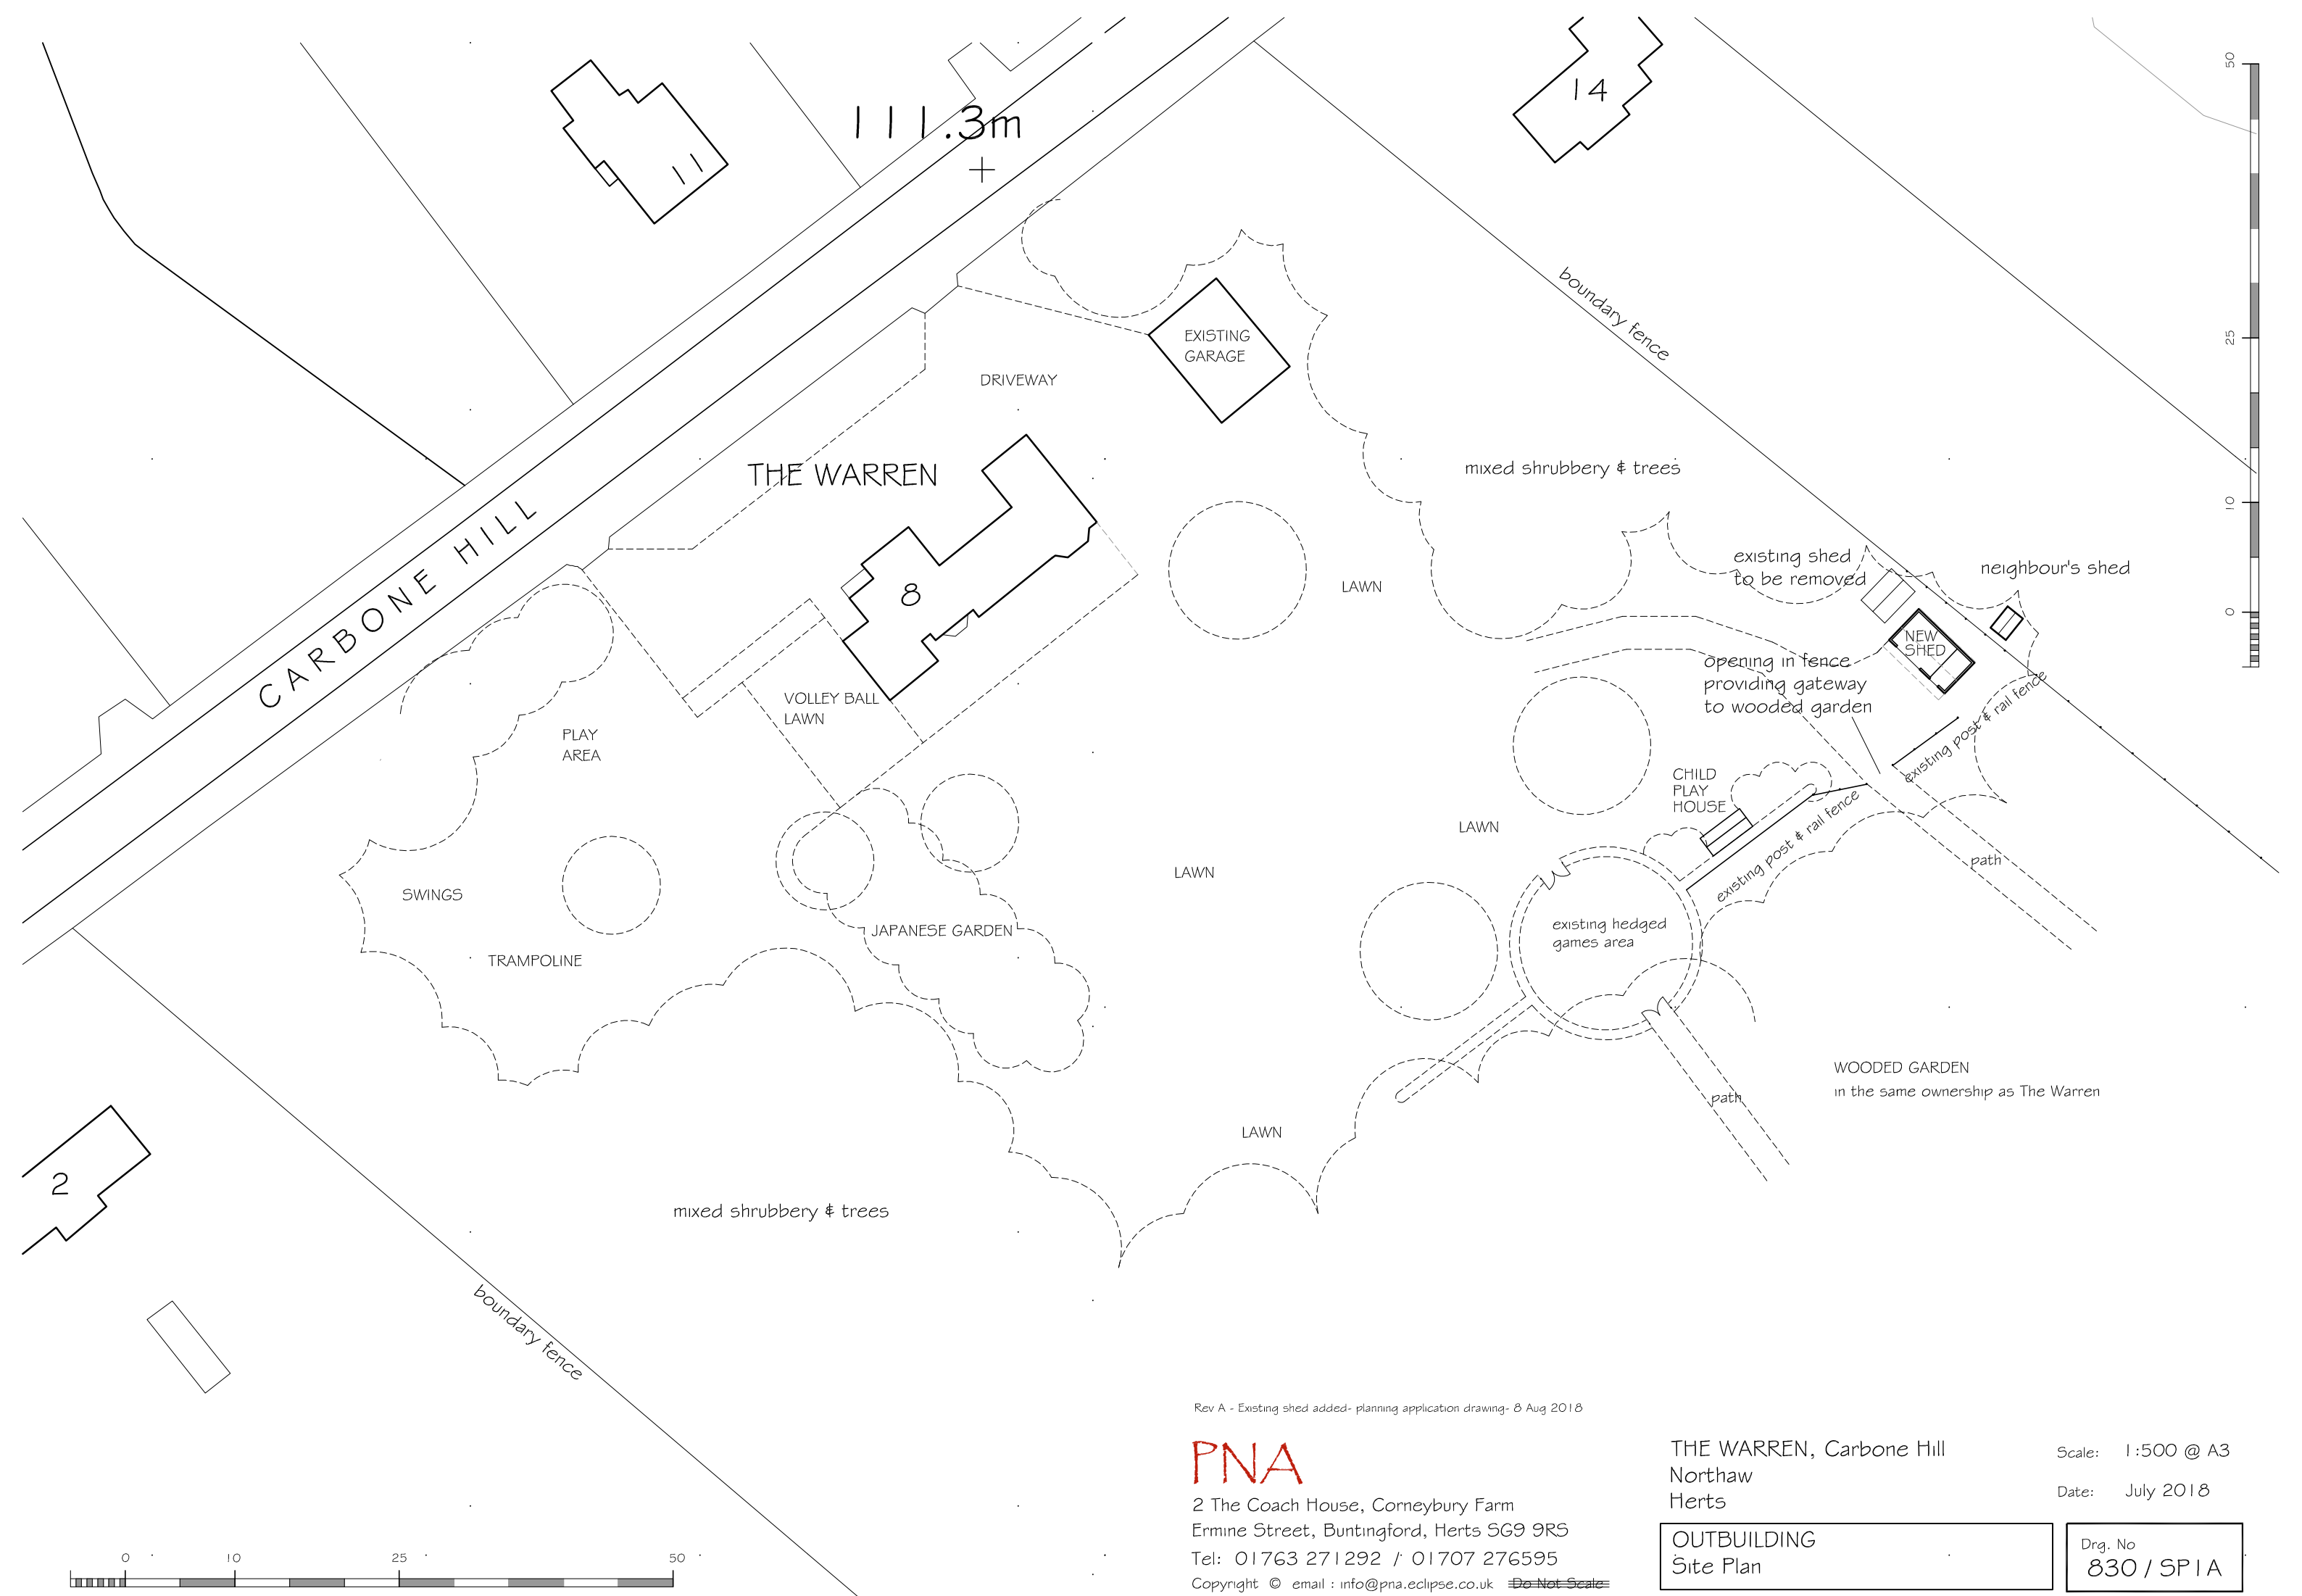 50
14
11
111.3m
boundary fence
EXISTING
GARAGE
25
DRIVEWAY
THE WARREN
mixed shrubbery & trees
10
CARBONE HILL
existing shed
to be removed
neighbour's shed
LAWN
8
0
NEW
SHED
opening in fence
providing gateway
to wooded garden
VOLLEY BALL
LAWN
existing post & rail fence
PLAY
AREA
CHILD
PLAY
HOUSE
LAWN
existing post & rail fence
path
LAWN
SWINGS
JAPANESE GARDEN
existing hedged
games area
TRAMPOLINE
WOODED GARDEN
in the same ownership as The Warren
path
LAWN
2
mixed shrubbery & trees
boundary fence
Rev A - Existing shed added- planning application drawing- 8 Aug 2018
PNA
2 The Coach House, Corneybury Farm
Ermine Street, Buntingford, Herts SG9 9RS
Tel: 01763 271292 / 01707 276595
Copyright © email : info@pna.eclipse.co.uk Do Not Scale
THE WARREN, Carbone Hill
Northaw
Herts
Scale: 1:500 @ A3
Date: July 2018
OUTBUILDING
Site Plan
Drg. No
830 / SP1A
0 10 25 50